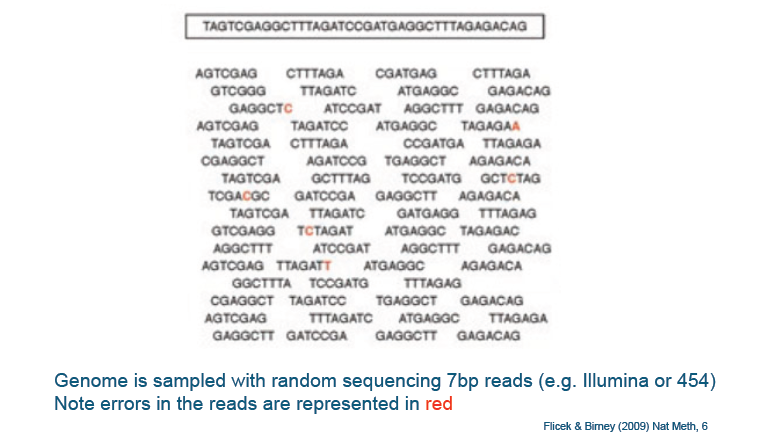 TAGTCGAGGCTTTAGATCCGATGAGGCTTTAGAGACAG
AGTCGAG CTTTAGA CGATGAG CTTTAGA
GTCGGG TTAGATC ATGAGGC GAGACAG
GAGGCTC ATCCGAT AGGCTTT GAGACAG
AGTCGAG TAGATCC ATGAGGC TAGAGAA
TAGTCGA CTTTAGA CCGATGA TTAGAGA
CGAGGCT AGATCCG TGAGGCT AGAGACA
TAGTCGA GCTTTAG TCCGATG GCTCTAG
TCGACGC GATCCGA GAGGCTT AGAGACA
TAGTCGA TTAGATC GATGAGG TTTAGAG
GTCGAGG TCTAGAT ATGAGGC TAGAGAC
AGGCTTT ATCCGAT AGGCTTT GAGACAG
AGTCGAG TTAGATT ATGAGGC AGAGACA
GGCTTTA TCCGATG TTTAGAG
CGAGGCT TAGATCC TGAGGCT GAGACAG
AGTCGAG TTTAGATC ATGAGGC TTAGAGA
GAGGCTT GATCCGA GAGGCTT GAGACAG
Genome is sampled with random sequencing 7bp reads (e.g. Illumina or 454)
Note errors in the reads are represented in red
Flicek & Birney (2009) Nat Meth, 6